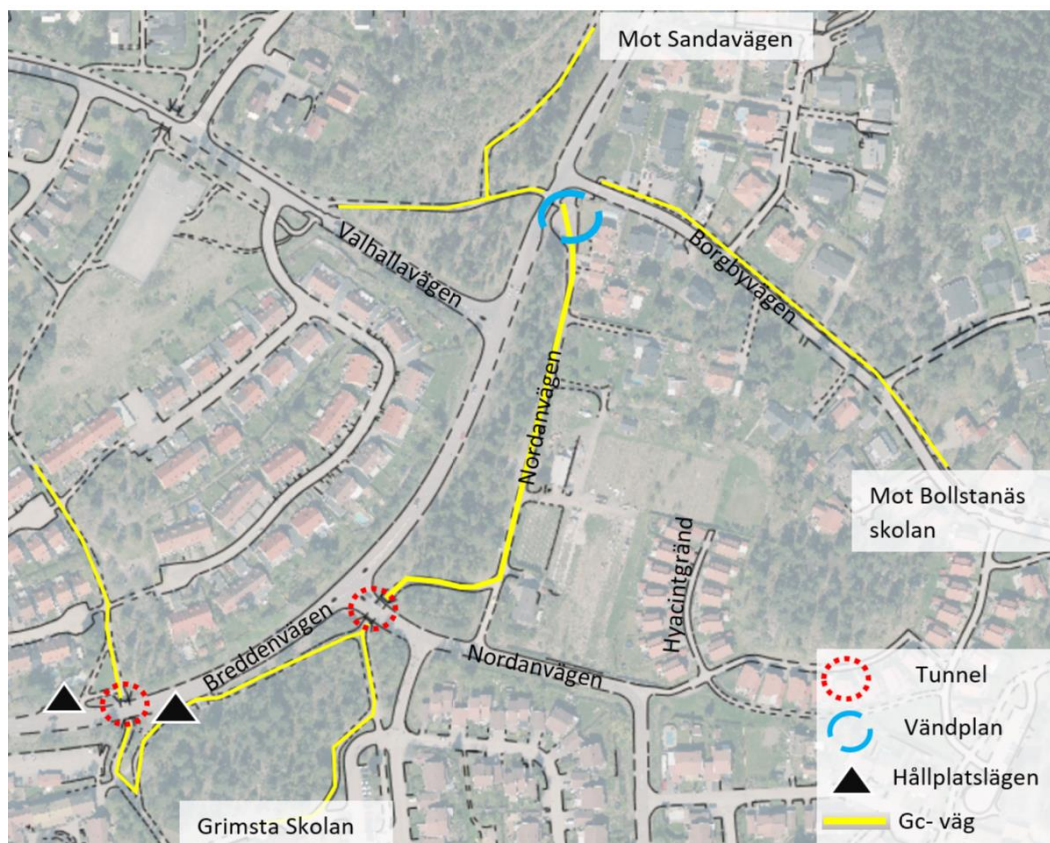 Mot Sandavägen
Valhallavägen
Borgbyvägen
Nordanvägen
Mot Bollstanäs
skolan
Hyacintgränd
Breddenvägen
Nordanvägen
Tunnel
Vändplan
Hållplatslägen
Grimsta Skolan
Gc- väg